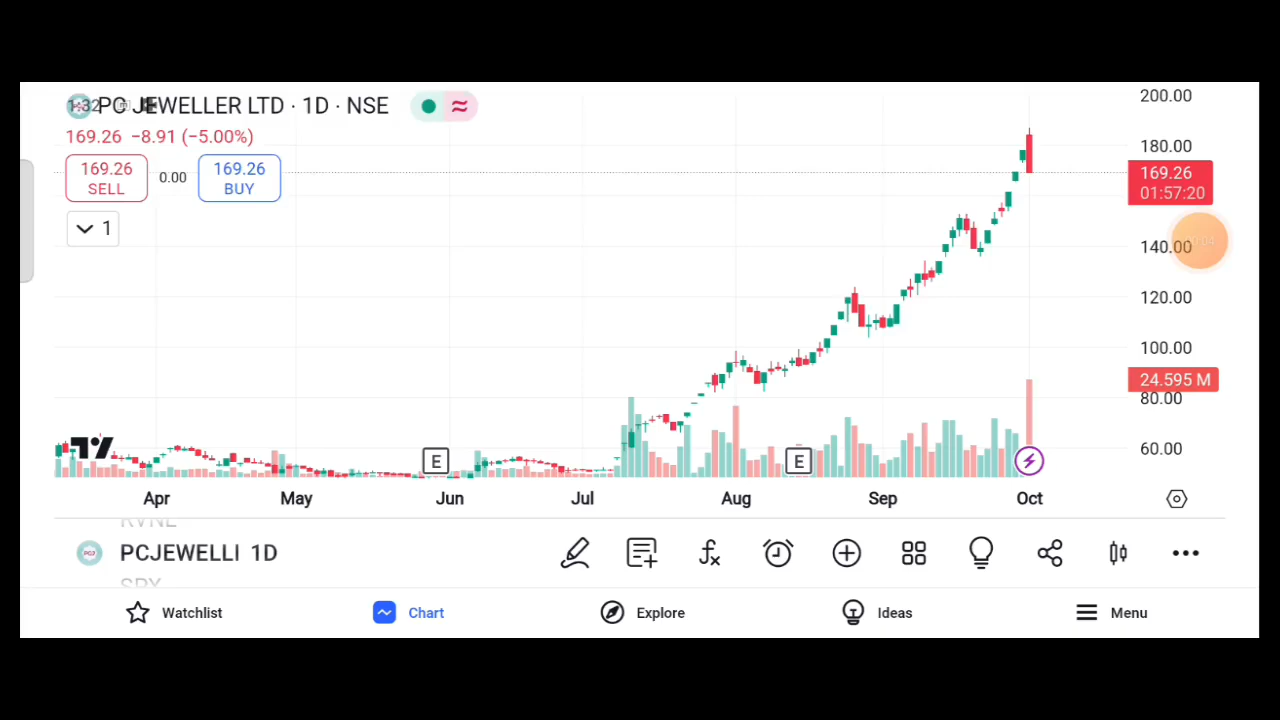 PC JEWELLER LTD · 1D · NSE
169.26 −8.91 (−5.00%)
169.26 SELL
0.00
169.26 BUY
1
200.00
180.00
169.26
01:57:20
140.00
120.00
100.00
24.595 M
80.00
60.00
E
E
Apr May Jun Jul Aug Sep Oct
RVNL
PCJEWELLI 1D
SPX
Watchlist Chart Explore Ideas Menu